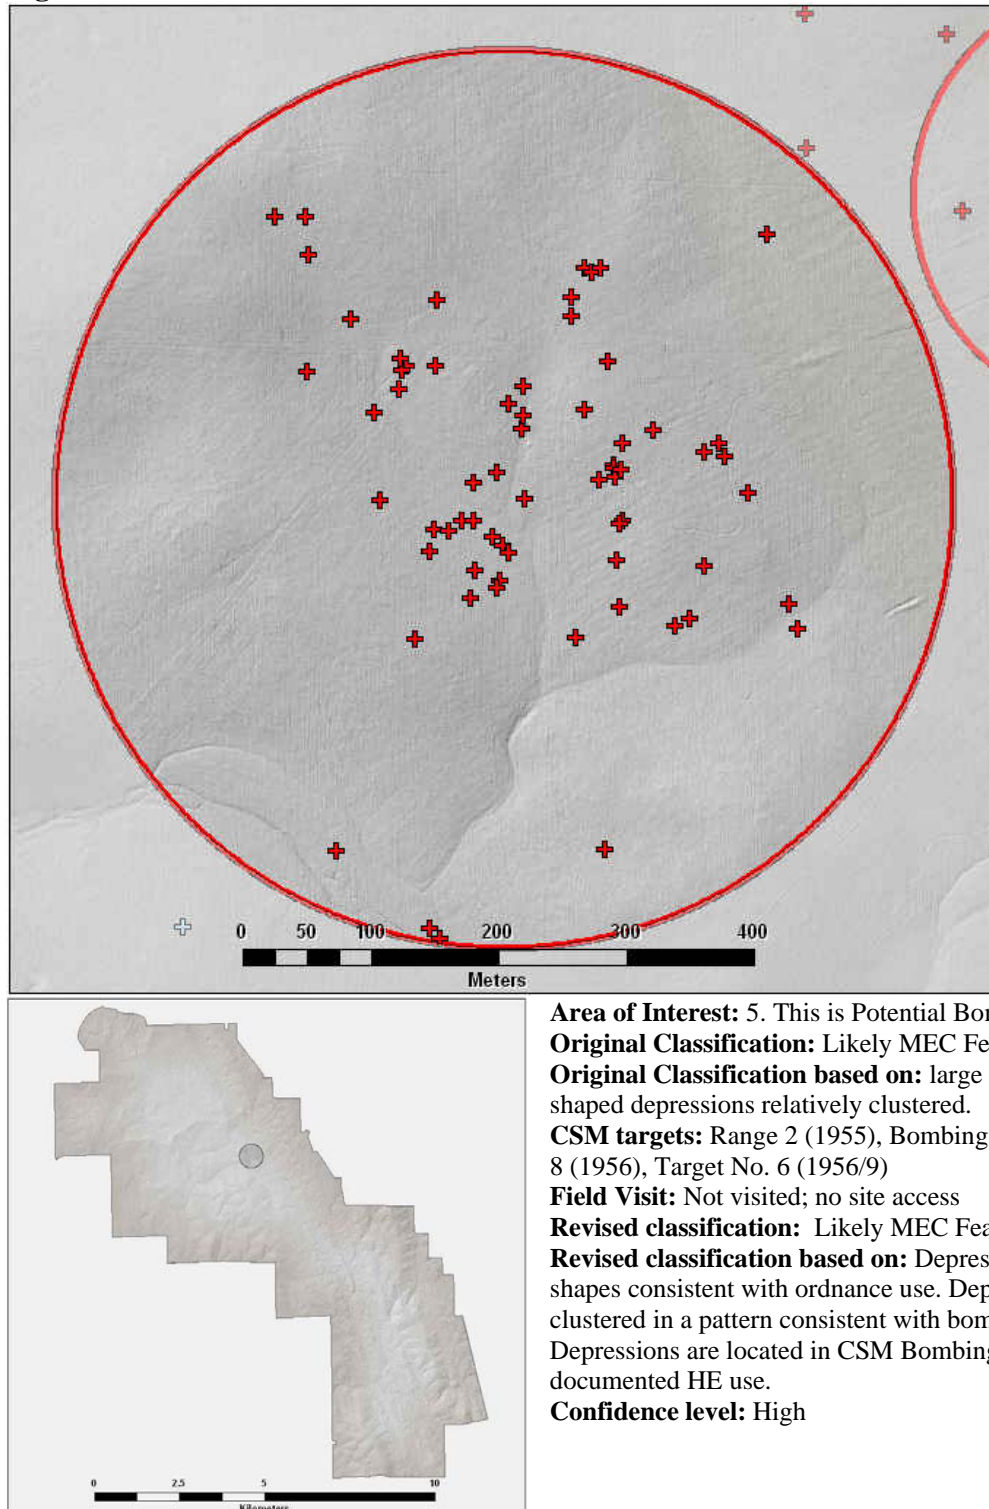 0 50 100 200 300 400
Meters
Area of Interest: 5. This is Potential Bo
Original Classification: Likely MEC Fe
Original Classification based on: large
shaped depressions relatively clustered.
CSM targets: Range 2 (1955), Bombing
8 (1956), Target No. 6 (1956/9)
Field Visit: Not visited; no site access
Revised classification: Likely MEC Fea
Revised classification based on: Depres
shapes consistent with ordnance use. Dep
clustered in a pattern consistent with bom
Depressions are located in CSM Bombing
documented HE use.
Confidence level: High
0 2.5 5 10
Kilometers